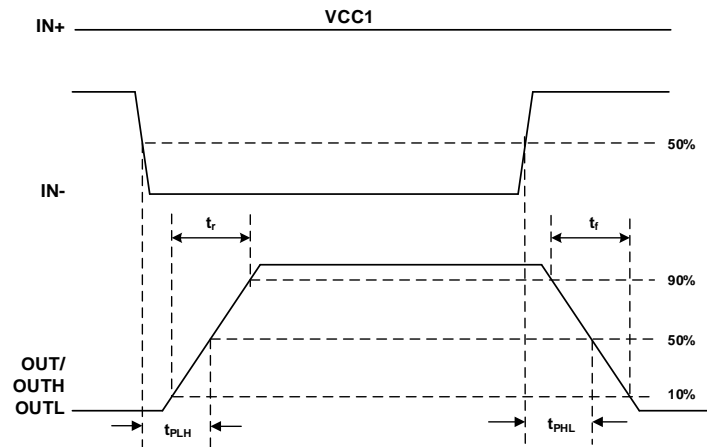 VCC1
IN+
50%
IN-
tr
tf
90%
50%
OUT/
OUTH
OUTL
10%
tPLH
tPHL